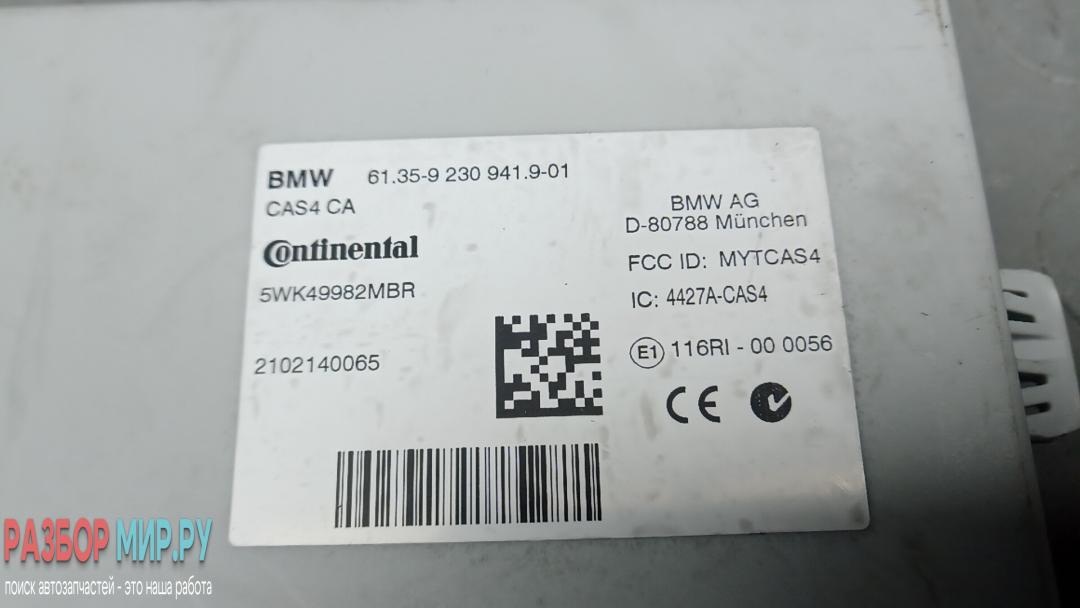 BMW 61.35-9 230 941.9-01
CAS4 CA
Continental
5WK49982MBR
2102140065
BMW AG
D-80788 München
FCC ID: MYTCAS4
IC: 4427A-CAS4
E1 116RI - 00 0056
CE
РАЗБОР МИР.РУ
поиск автозапчастей - это наша работа